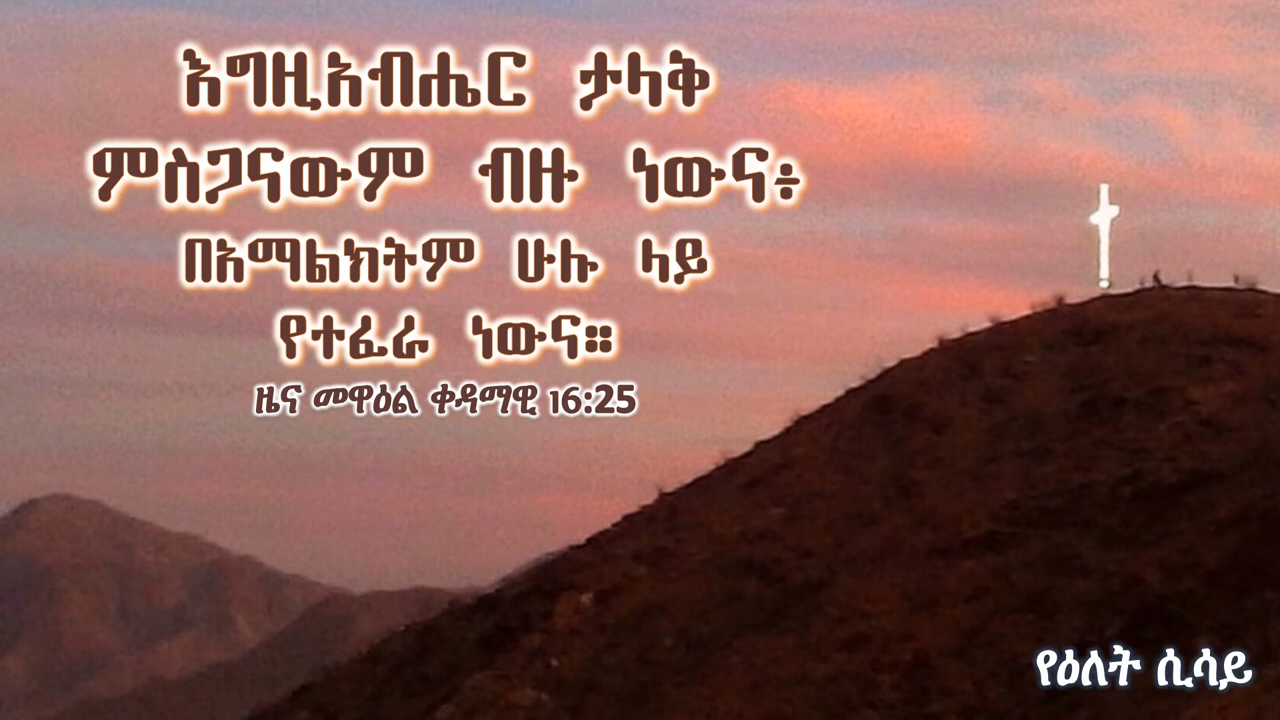 እግዚአብሔር ታላቅ
ምስጋናውም ብዙ ነውና፥
በአማልክትም ሁሉ ላይ
የተፈራ ነውና።
ዜና መዋዕል ቀዳማዊ 16:25
የዕለት ሲሳይ